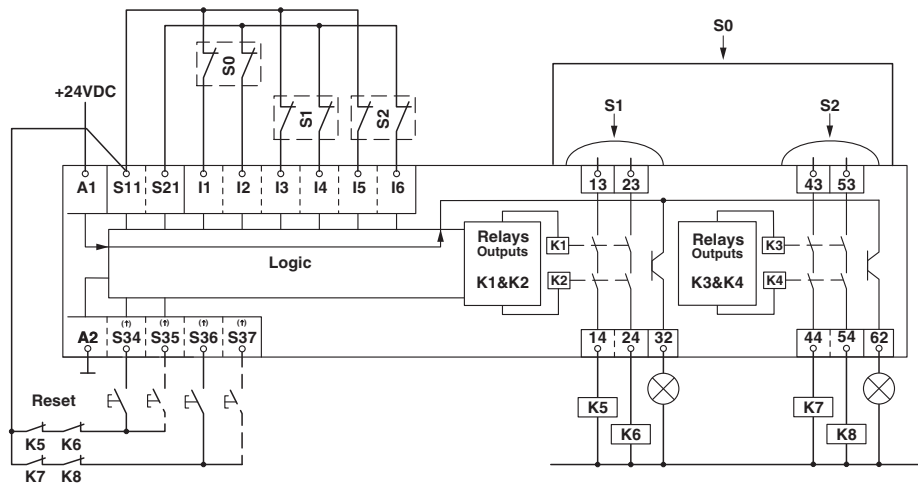 S0
S0
+24VDC
S1
S2
S1
S2
A1 S11 S21 I1 I2 I3 I4 I5 I6
13 23
43 53
Relays
Outputs
K1&K2
K1
K2
Relays
Outputs
K3&K4
K3
K4
Logic
(†) (†) (†) (†)
A2 S34 S35 S36 S37
14 24 32
44 54 62
Reset
K5
K6
K7
K8
K5 K6
K7 K8